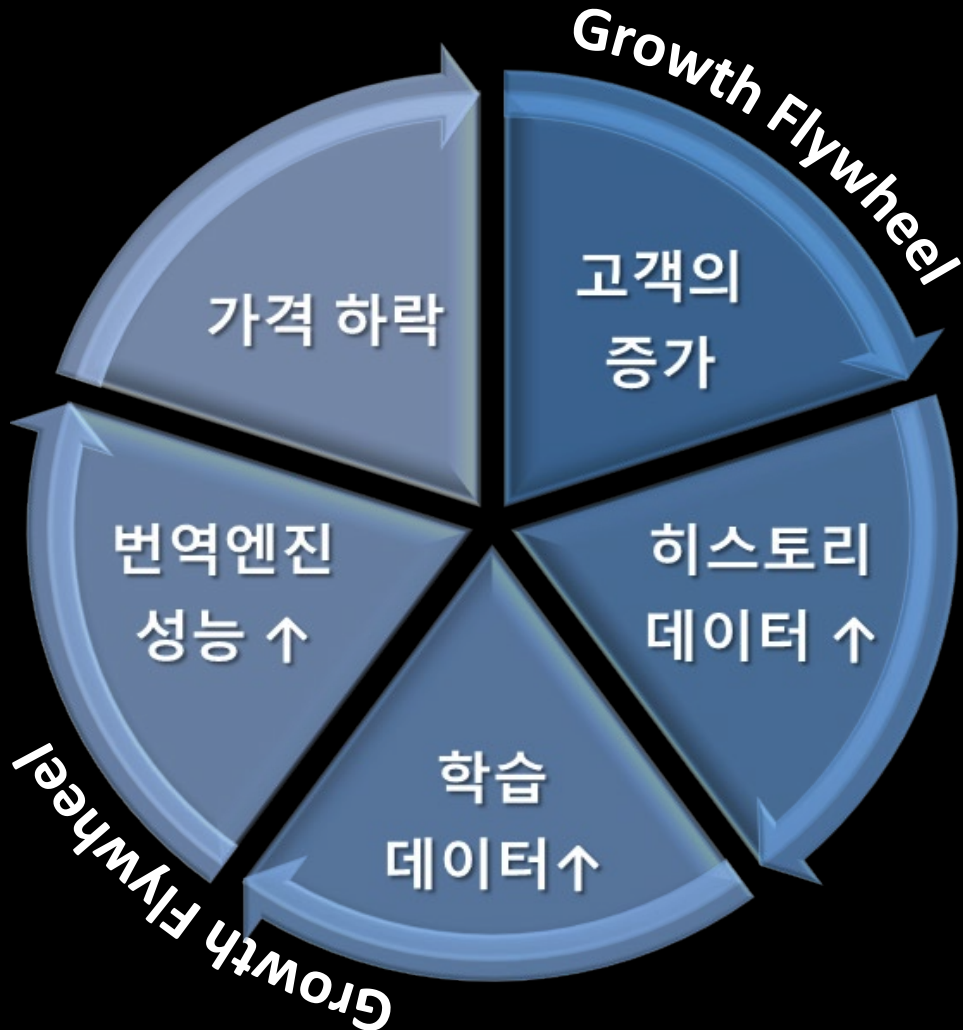 Growth Flywheel
고객의
증가
히스토리
데이터 ↑
학습
데이터↑
번역엔진
성능 ↑
가격 하락
Growth Flywheel